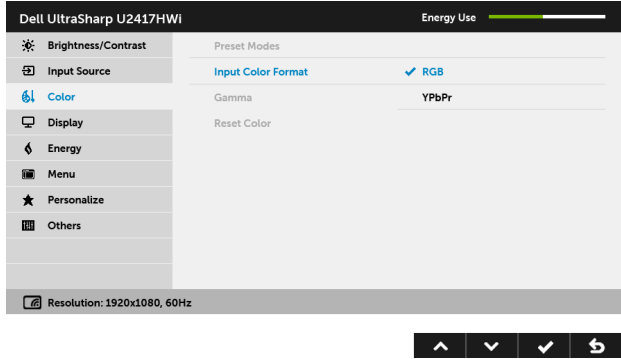 Dell UltraSharp U2417HWi Energy Use
Brightness/Contrast Preset Modes
Input Source Input Color Format RGB
Color Gamma YPbPr
Display Reset Color
Energy
Menu
Personalize
Others
Resolution: 1920x1080, 60Hz